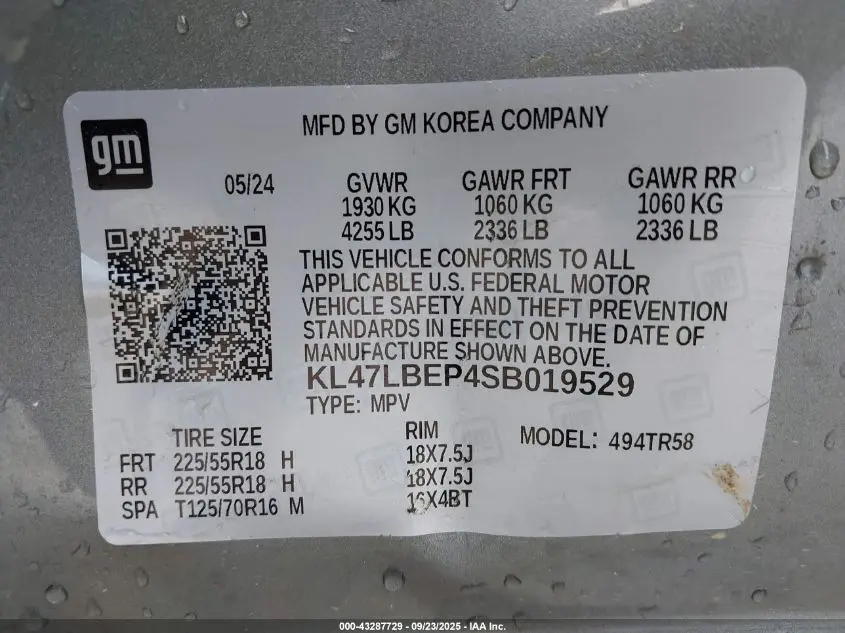 gm
MFD BY GM KOREA COMPANY
05/24 GVWR GAWR FRT GAWR RR
1930 KG 1060 KG 1060 KG
4255 LB 2336 LB 2336 LB
THIS VEHICLE CONFORMS TO ALL
APPLICABLE U.S. FEDERAL MOTOR
VEHICLE SAFETY AND THEFT PREVENTION
STANDARDS IN EFFECT ON THE DATE OF
MANUFACTURE SHOWN ABOVE.
KL47LBEP4SB019529
TYPE: MPV
TIRE SIZE RIM MODEL: 494TR58
FRT 225/55R18 H 18X7.5J
RR 225/55R18 H 18X7.5J
SPA T125/70R16 M 16X4BT
000-43287729 - 09/23/2025 - IAA Inc.